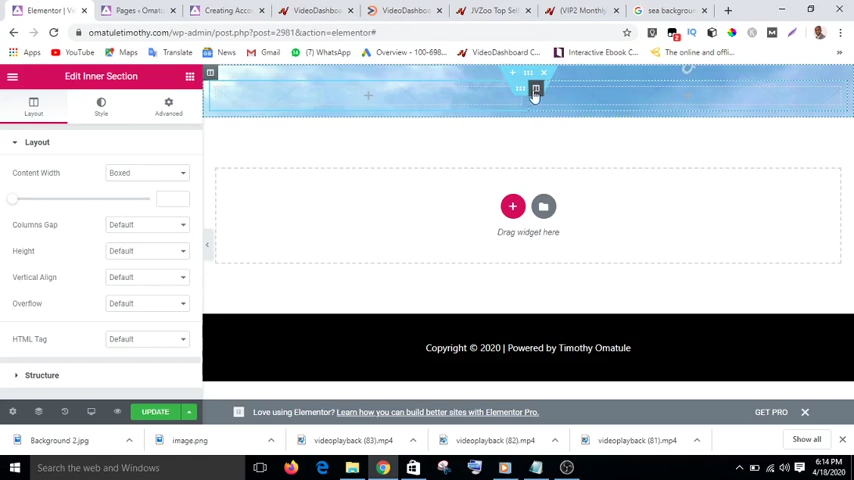 Elementor | In
Pages ‹ Omatu
Creating Accou
VideoDashboa
VideoDashboa
JVZoo Top Sell
(VIP2 Monthly
sea backgroun
omatuletimothy.com/wp-admin/post.php?post=2981&action=elementor#
Apps
YouTube
Maps
Translate
News
Gmail
(7) WhatsApp
Overview - 100-698...
VideoDashboard C...
Interactive Ebook C...
The online and offli...
Edit Inner Section
Layout
Style
Advanced
Layout
Content Width
Boxed
Columns Gap
Default
Height
Default
Vertical Align
Default
Overflow
Default
HTML Tag
Default
Structure
Drag widget here
Copyright © 2020 | Powered by Timothy Omatule
UPDATE
Love using Elementor? Learn how you can build better sites with Elementor Pro.
GET PRO
Background 2.jpg
image.png
videoplayback (83).mp4
videoplayback (82).mp4
videoplayback (81).mp4
Show all
Search the web and Windows
6:14 PM
4/18/2020